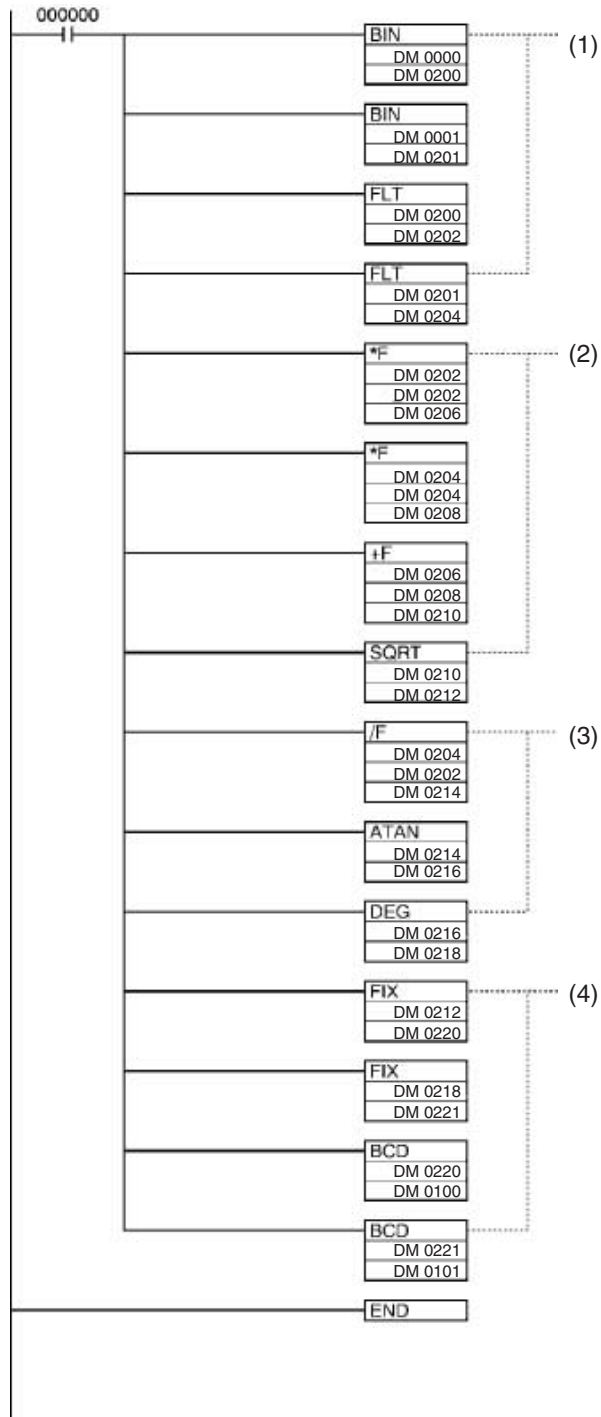 000000
BIN (1)
DM 0000
DM 0200
BIN
DM 0001
DM 0201
FLT
DM 0200
DM 0202
FLT
DM 0201
DM 0204
*F (2)
DM 0202
DM 0202
DM 0206
*F
DM 0204
DM 0204
DM 0208
+F
DM 0206
DM 0208
DM 0210
SQRT
DM 0210
DM 0212
/F (3)
DM 0204
DM 0202
DM 0214
ATAN
DM 0214
DM 0216
DEG
DM 0216
DM 0218
FIX (4)
DM 0212
DM 0220
FIX
DM 0218
DM 0221
BCD
DM 0220
DM 0100
BCD
DM 0221
DM 0101
END